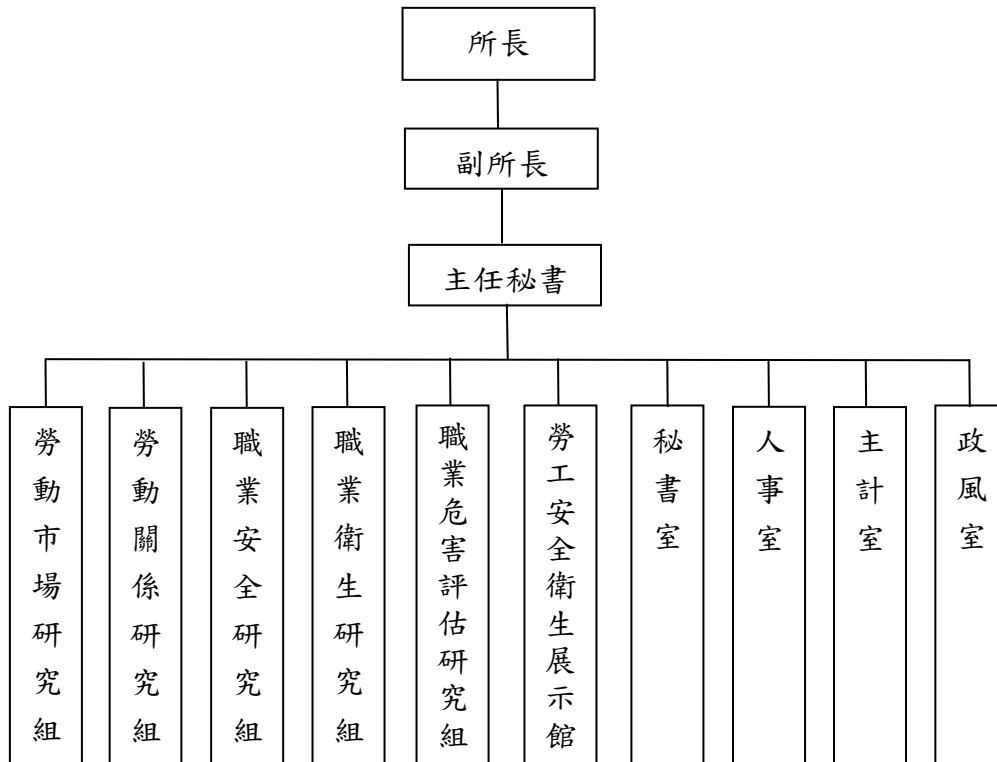 所長
副所長
主任秘書
勞動市場研究組
勞動關係研究組
職業安全研究組
職業衛生研究組
職業危害評估研究組
勞工安全衛生展示館
秘書室
人事室
主計室
政風室